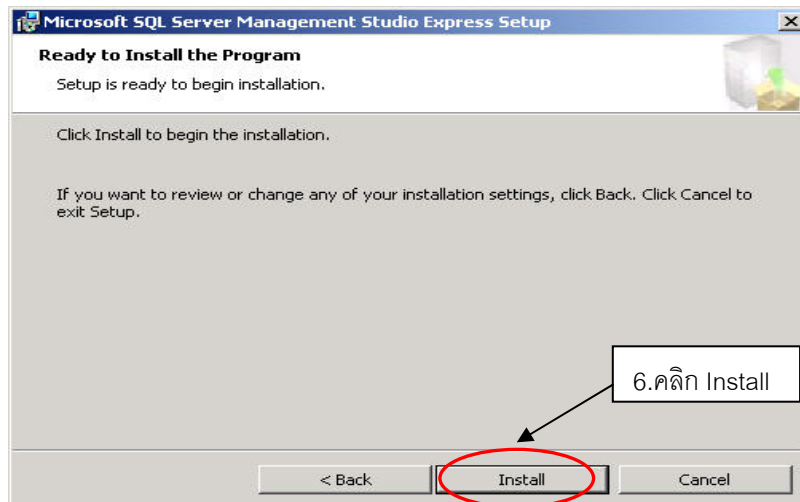 Microsoft SQL Server Management Studio Express Setup
Ready to Install the Program
Setup is ready to begin installation.
Click Install to begin the installation.
If you want to review or change any of your installation settings, click Back. Click Cancel to
exit Setup.
6.คลิก Install
< Back
Install
Cancel